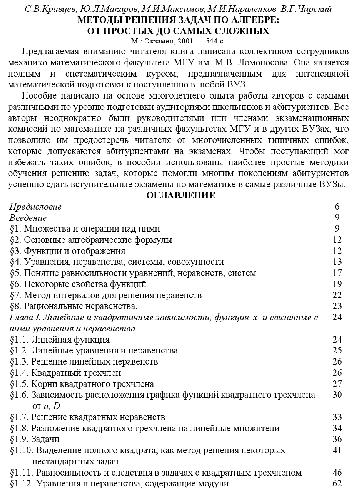 С.В.Кравцев, Ю.Н.Макаров, М.И.Максимов, М.И.Нараленков, В.Г.Чирский
МЕТОДЫ РЕШЕНИЯ ЗАДАЧ ПО АЛГЕБРЕ:
ОТ ПРОСТЫХ ДО САМЫХ СЛОЖНЫХ
М.: Экзамен, 2001. — 544 с.
Предлагаемая вниманию читателя книга написана коллективом сотрудников
механико-математического факультета МГУ им. М.В. Ломоносова. Она является
полным и систематическим курсом, предназначенным для интенсивной
математической подготовки к поступлению в любой ВУЗ.
Пособие написано на основе многолетнего опыта работы авторов с самыми
различными по уровню подготовки аудиториями школьников и абитуриентов. Все
авторы неоднократно были руководителями или членами экзаменационных
комиссий по математике на различных факультетах МГУ и в других ВУЗах, что
позволило им предостеречь читателя от многочисленных типичных ошибок,
которые допускаются абитуриентами на экзаменах. Чтобы поступающий мог
избежать таких ошибок, в пособии использованы наиболее простые методики
обучения решению задач, которые помогли многим поколениям абитуриентов
успешно сдать вступительные экзамены по математике в самые различные ВУЗы.
ОГЛАВЛЕНИЕ
Предисловие 6
Введение 9
§1. Множества и операции над ними 9
§2. Основные алгебраические формулы 12
§3. Функции и отображения 12
§4. Уравнения, неравенства, системы, совокупности 13
§5. Понятие равносильности уравнений, неравенств, систем 17
§6. Некоторые свойства функций 19
§7. Метод интервалов для решения неравенств 22
§8. Рациональные неравенства. 23
Глава I. Линейные и квадратичные зависимости, функция |x| и связанные с 24
ними уравнения и неравенства
§1.1. Линейная функция 24
§1.2. Линейные уравнения и неравенства 25
§1.3. Решение линейных неравенств 26
§1.4. Квадратный трехчлен 26
§1.5. Корни квадратного трехчлена 27
§1.6. Зависимость расположения графика функций квадратного трехчлена 30
от a, D
§1.7. Решение квадратных неравенств 33
§1.8. Разложение квадратного трехчлена на линейные множители 34
§1.9. Задачи 36
§1.10. Выделение полного квадрата, как метод решения некоторых 41
нестандартных задач
§1.11. Равносильность и следствия в задачах с квадратным трехчленом 46
§1.12. Уравнения и неравенства, содержащие модули 62